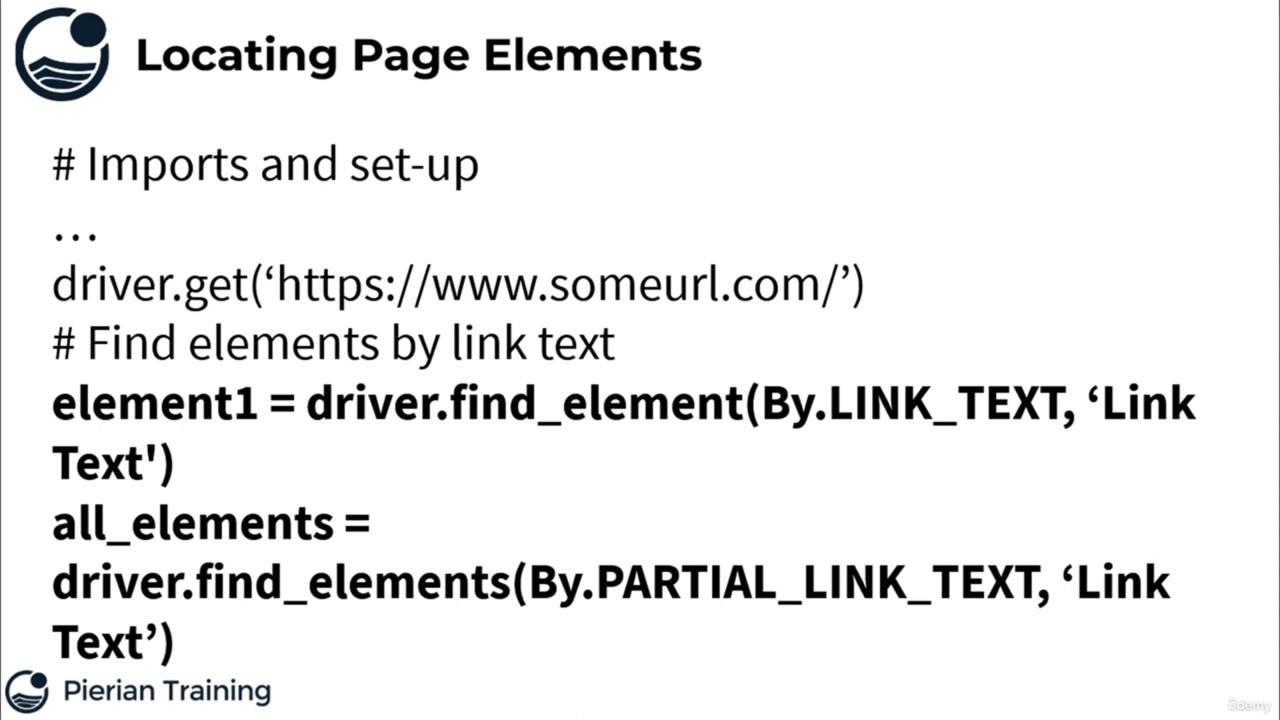 Locating Page Elements
# Imports and set-up
…
driver.get(‘https://www.someurl.com/’)
# Find elements by link text
element1 = driver.find_element(By.LINK_TEXT, ‘Link
Text')
all_elements =
driver.find_elements(By.PARTIAL_LINK_TEXT, ‘Link
Text’)
Pierian Training
ûdemy